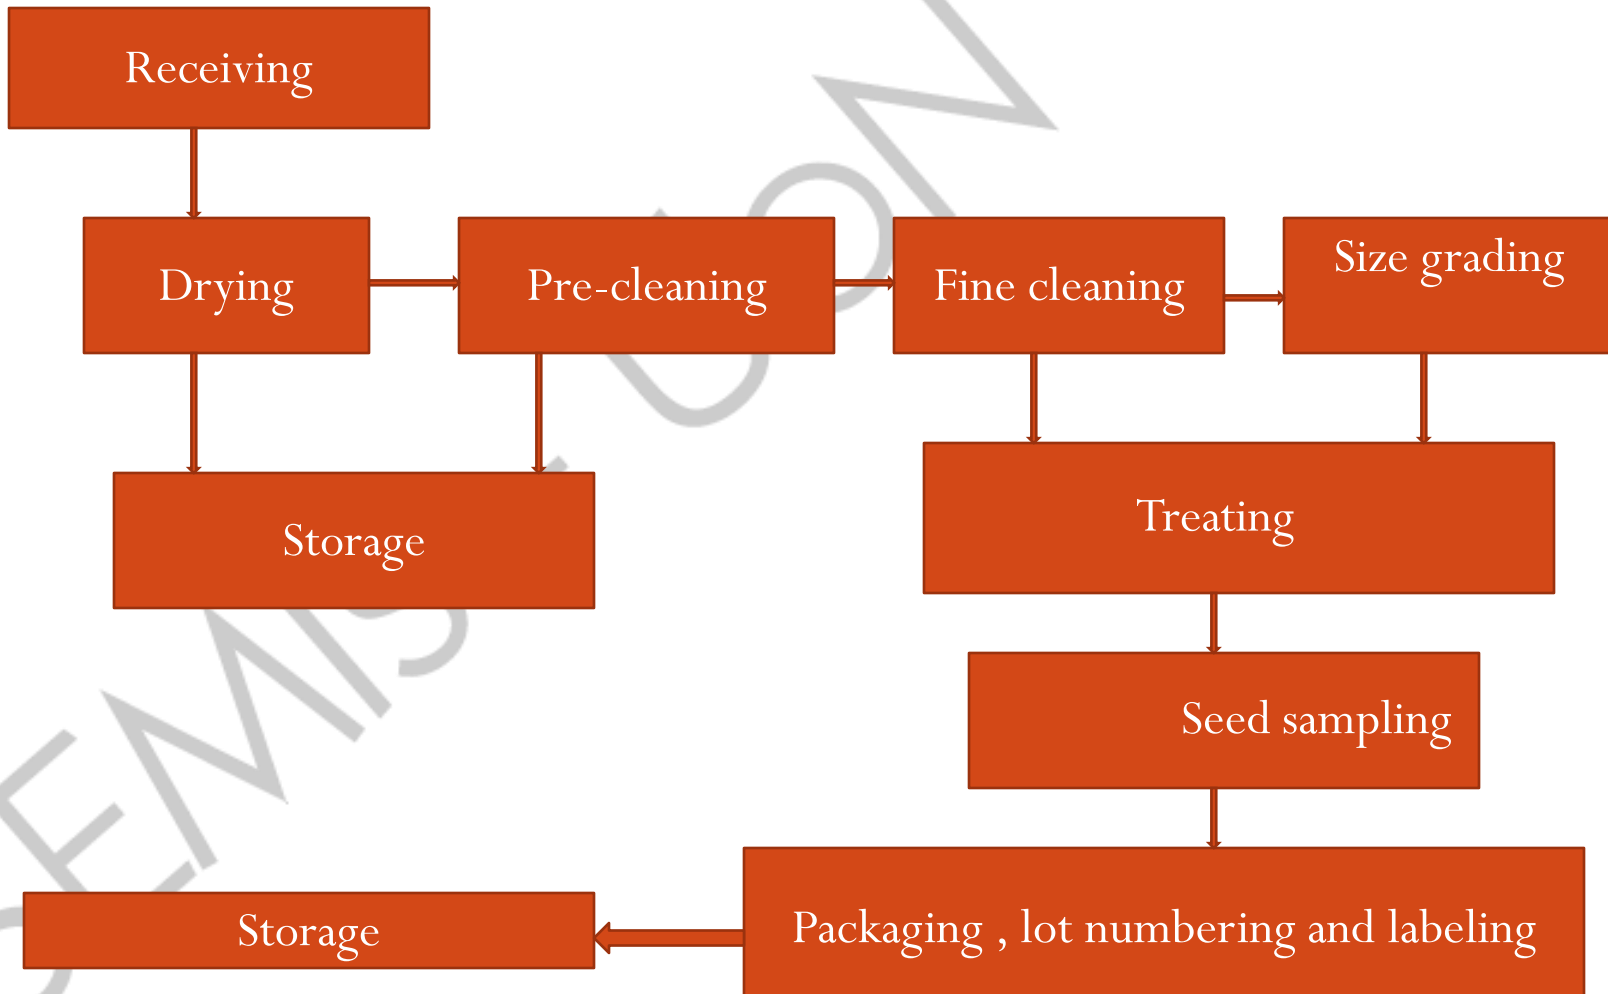 Receiving
Drying
Pre-cleaning
Fine cleaning
Size grading
Storage
Treating
Seed sampling
Packaging , lot numbering and labeling
Storage